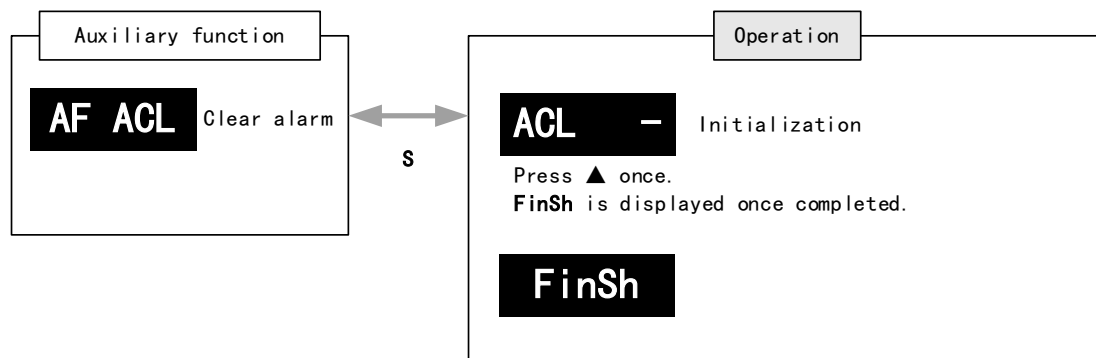 Auxiliary function
AF ACL Clear alarm
S
Operation
ACL - Initialization
Press ▲ once.
FinSh is displayed once completed.
FinSh